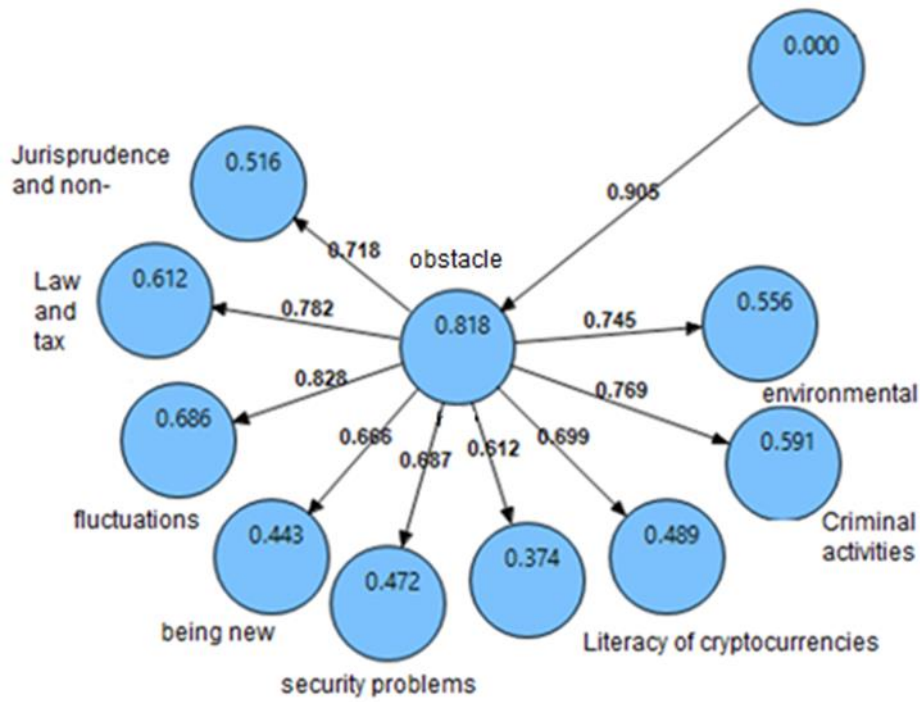 0.000
0.516
Jurisprudence
and non-
0.905
0.718
obstacle
0.612
Law
and
tax
0.782
0.818
0.745
0.556
0.828
0.769
environmental
0.686
0.666
0.687
0.612
0.699
0.591
fluctuations
Criminal
activities
0.443
0.472
0.374
0.489
being new
Literacy of cryptocurrencies
security problems